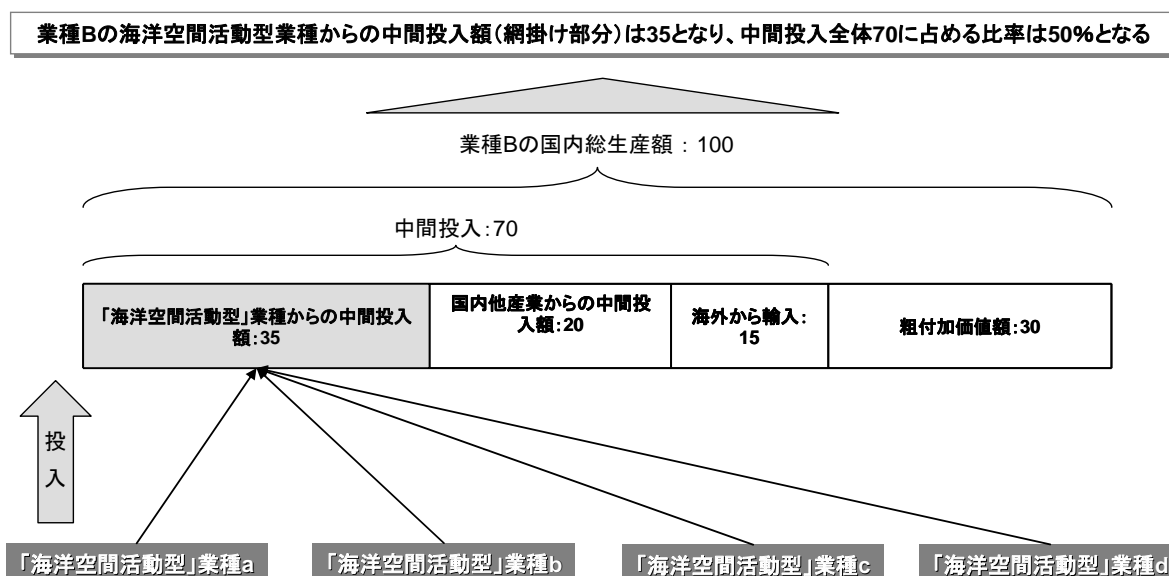 業種Bの海洋空間活動型業種からの中間投入額（網掛け部分）は35となり、中間投入全体70に占める比率は50%となる
業種Bの国内総生産額 : 100
中間投入:70
「海洋空間活動型」業種からの中間投入
額:35
国内他産業からの中間投
入額:20
海外から輸入:
15
粗付加価値額:30
投
入
「海洋空間活動型」業種a
「海洋空間活動型」業種b
「海洋空間活動型」業種c
「海洋空間活動型」業種d